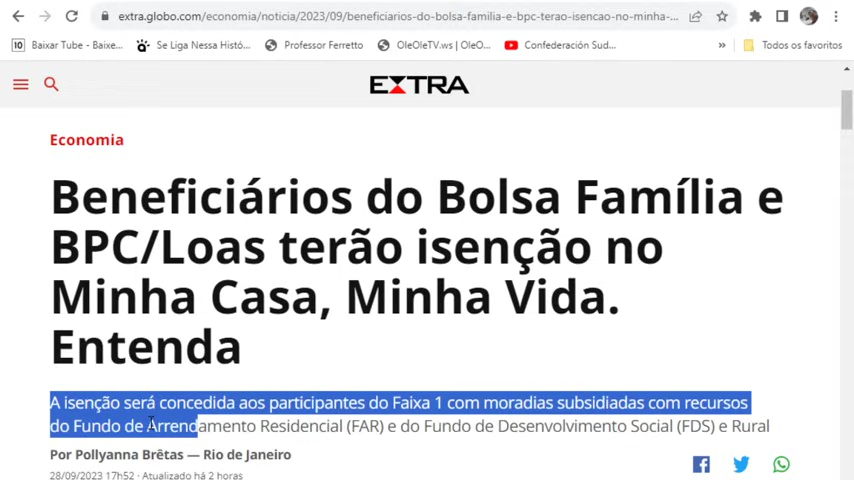 extra.globo.com/economia/noticia/2023/09/beneficiarios-do-bolsa-familia-e-bpc-terao-isencao-no-minha-...
10 Baixar Tube - Baixe... Se Liga Nessa Histó... Professor Ferretto OleOleTV.ws | OleO... Confederación Sud... » Todos os favoritos
EXTRA
Economia
Beneficiários do Bolsa Família e
BPC/Loas terão isenção no
Minha Casa, Minha Vida.
Entenda
A isenção será concedida aos participantes do Faixa 1 com moradias subsidiadas com recursos
do Fundo de Arrendamento Residencial (FAR) e do Fundo de Desenvolvimento Social (FDS) e Rural
Por Pollyanna Brêtas — Rio de Janeiro
28/09/2023 17h52 · Atualizado há 2 horas